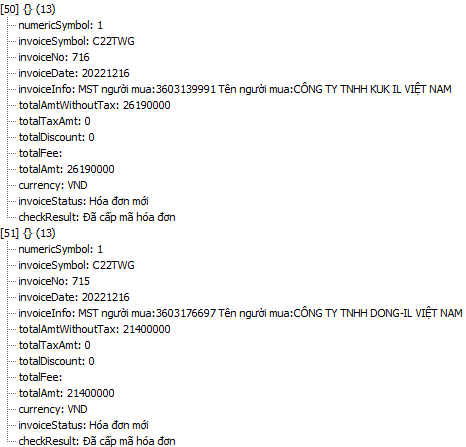 [50] {} (13)
numericSymbol: 1
invoiceSymbol: C22TWG
invoiceNo: 716
invoiceDate: 20221216
invoiceInfo: MST người mua:3603139991 Tên người mua:CÔNG TY TNHH KUK IL VIỆT NAM
totalAmtWithoutTax: 26190000
totalTaxAmt: 0
totalDiscount: 0
totalFee:
totalAmt: 26190000
currency: VND
invoiceStatus: Hóa đơn mới
checkResult: Đã cấp mã hóa đơn
[51] {} (13)
numericSymbol: 1
invoiceSymbol: C22TWG
invoiceNo: 715
invoiceDate: 20221216
invoiceInfo: MST người mua:3603176697 Tên người mua:CÔNG TY TNHH DONG-IL VIỆT NAM
totalAmtWithoutTax: 21400000
totalTaxAmt: 0
totalDiscount: 0
totalFee:
totalAmt: 21400000
currency: VND
invoiceStatus: Hóa đơn mới
checkResult: Đã cấp mã hóa đơn